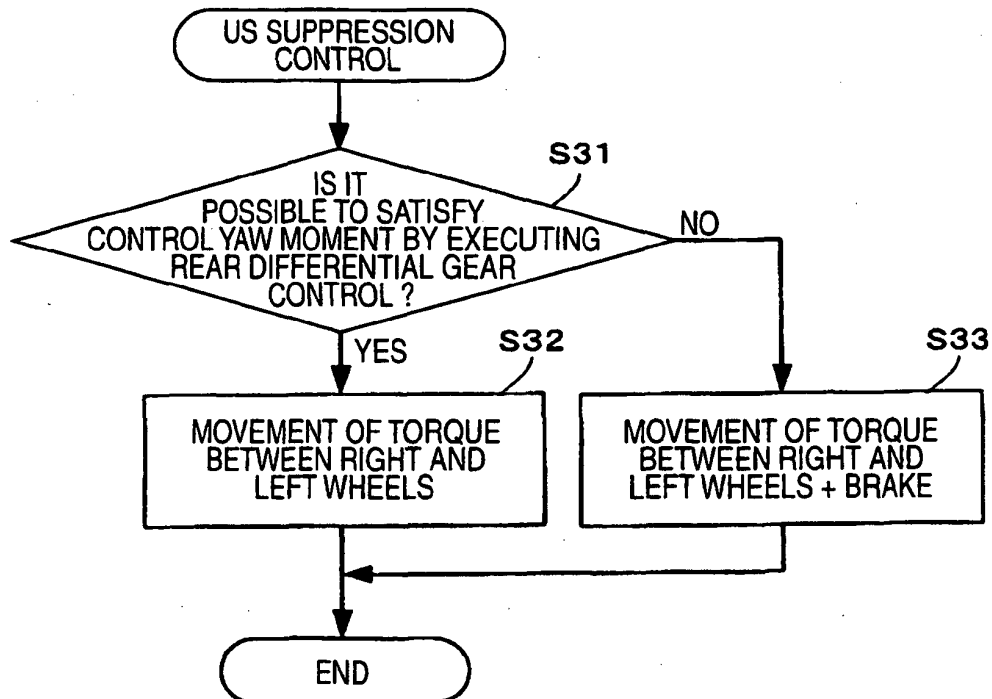 US SUPPRESSION
CONTROL
S31
IS IT
POSSIBLE TO SATISFY
CONTROL YAW MOMENT BY EXECUTING
REAR DIFFERENTIAL GEAR
CONTROL ?
NO
YES
S32
MOVEMENT OF TORQUE
BETWEEN RIGHT AND
LEFT WHEELS
S33
MOVEMENT OF TORQUE
BETWEEN RIGHT AND
LEFT WHEELS + BRAKE
END